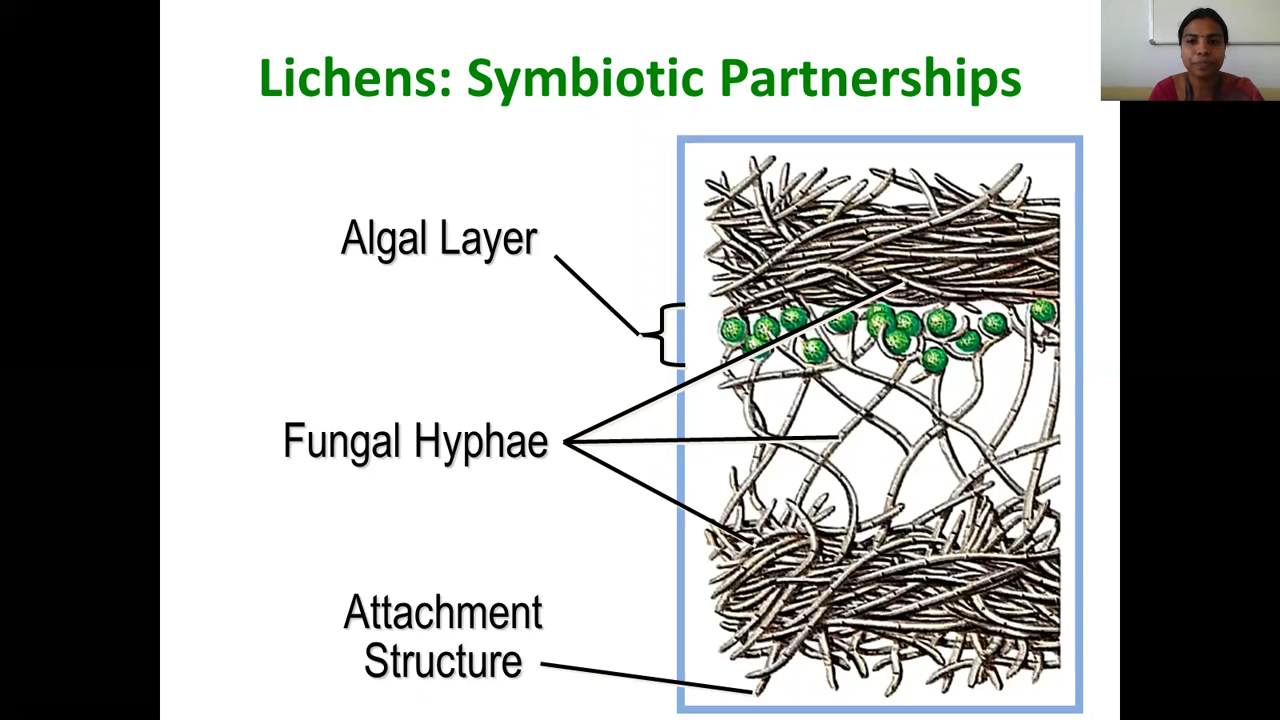 Lichens: Symbiotic Partnerships
Algal Layer
Fungal Hyphae
Attachment
Structure